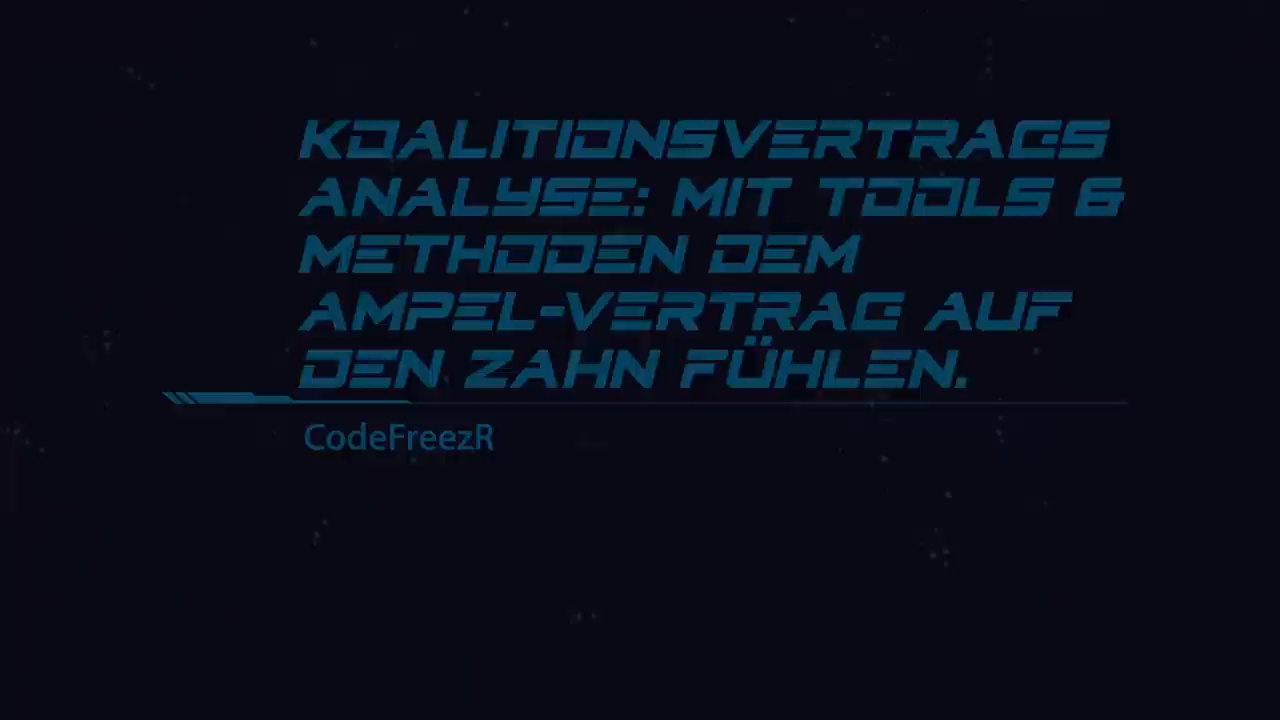 KOALITIONSVERTRAGS
ANALYSE: MIT TOOLS &
METHODEN DEM
AMPEL-VERTRAG AUF
DEN ZAHN FÜHLEN.
CodeFreezR